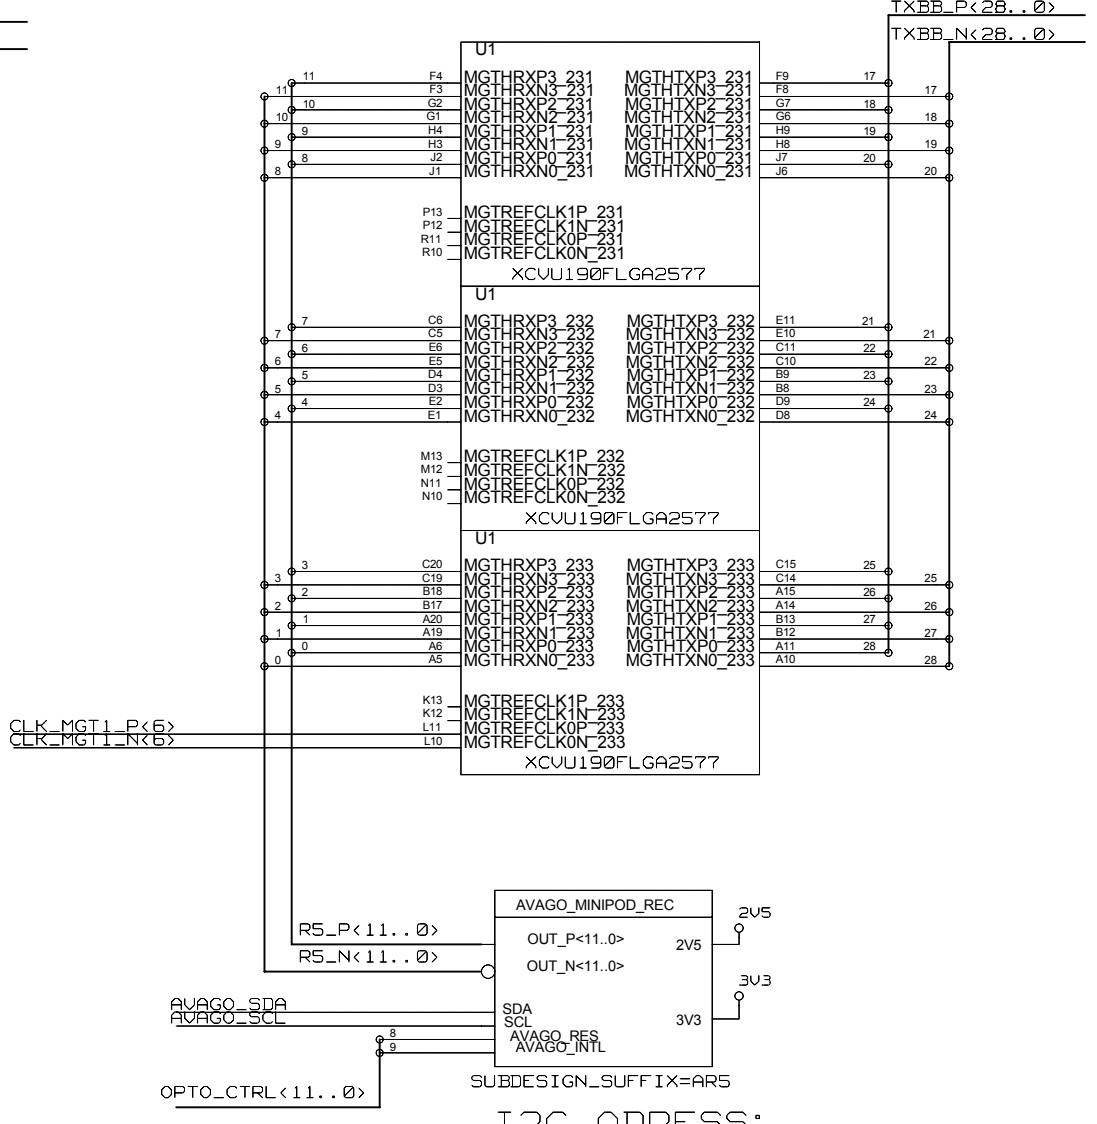 TXBB_P<28..0>
TXBB_N<28..0>
U1
11 F4 MGTHRXP3_231 MGTHTXP3_231 F9 17
11 F3 MGTHRXN3_231 MGTHTXN3_231 F8 17
10 G2 MGTHRXP2_231 MGTHTXP2_231 G7 18
10 G1 MGTHRXN2_231 MGTHTXN2_231 G6 18
9 H4 MGTHRXP1_231 MGTHTXP1_231 H9 19
9 H3 MGTHRXN1_231 MGTHTXN1_231 H8 19
8 J2 MGTHRXP0_231 MGTHTXP0_231 J7 20
8 J1 MGTHRXN0_231 MGTHTXN0_231 J6 20
P13 MGTREFCLK1P_231
P12 MGTREFCLK1N_231
R11 MGTREFCLK0P_231
R10 MGTREFCLK0N_231
XCVU190FLGA2577
U1
7 C6 MGTHRXP3_232 MGTHTXP3_232 E11 21
7 C5 MGTHRXN3_232 MGTHTXN3_232 E10 21
6 E6 MGTHRXP2_232 MGTHTXP2_232 C11 22
6 E5 MGTHRXN2_232 MGTHTXN2_232 C10 22
5 D4 MGTHRXP1_232 MGTHTXP1_232 B9 23
5 D3 MGTHRXN1_232 MGTHTXN1_232 B8 23
4 E2 MGTHRXP0_232 MGTHTXP0_232 D9 24
4 E1 MGTHRXN0_232 MGTHTXN0_232 D8 24
M13 MGTREFCLK1P_232
M12 MGTREFCLK1N_232
N11 MGTREFCLK0P_232
N10 MGTREFCLK0N_232
XCVU190FLGA2577
U1
3 C20 MGTHRXP3_233 MGTHTXP3_233 C15 25
3 C19 MGTHRXN3_233 MGTHTXN3_233 C14 25
2 B18 MGTHRXP2_233 MGTHTXP2_233 A15 26
2 B17 MGTHRXN2_233 MGTHTXN2_233 A14 26
1 A20 MGTHRXP1_233 MGTHTXP1_233 B13 27
1 A19 MGTHRXN1_233 MGTHTXN1_233 B12 27
0 A6 MGTHRXP0_233 MGTHTXP0_233 A11 28
0 A5 MGTHRXN0_233 MGTHTXN0_233 A10 28
K13 MGTREFCLK1P_233
K12 MGTREFCLK1N_233
CLK_MGT1_P<6> L11 MGTREFCLK0P_233
CLK_MGT1_N<6> L10 MGTREFCLK0N_233
XCVU190FLGA2577
AVAGO_MINIPOD_REC
2V5
R5_P<11..0> OUT_P<11..0> 2V5
R5_N<11..0> OUT_N<11..0>
3V3
AVAGO_SDA SDA
AVAGO_SCL SCL 3V3
8 AVAGO_RES
9 AVAGO_INTL
SUBDESIGN_SUFFIX=AR5
OPTO_CTRL<11..0>
I2C ADRESS: